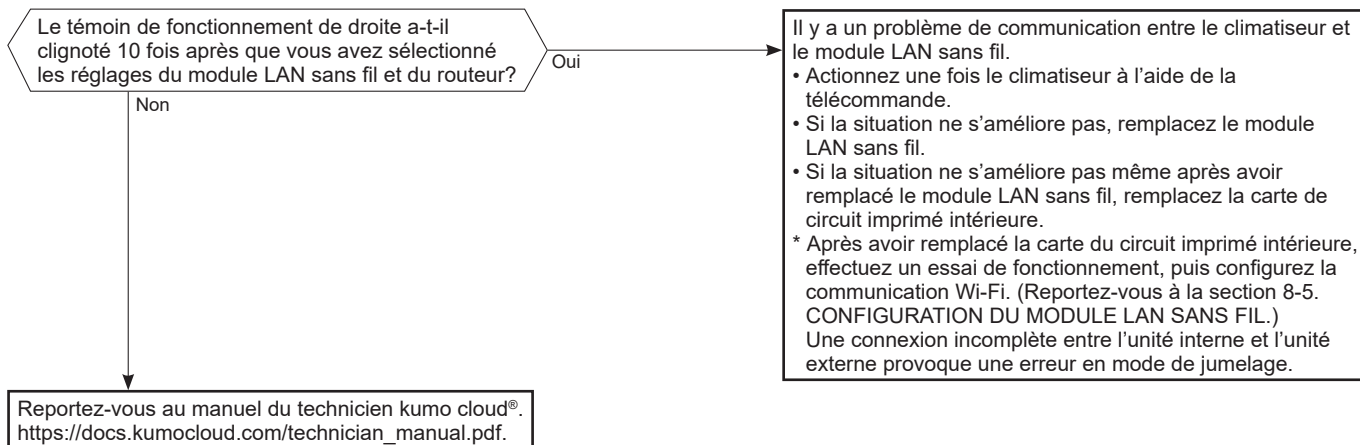 Le témoin de fonctionnement de droite a-t-il
clignoté 10 fois après que vous avez sélectionné
les réglages du module LAN sans fil et du routeur?
Oui
Non
Il y a un problème de communication entre le climatiseur et
le module LAN sans fil.
• Actionnez une fois le climatiseur à l’aide de la
télécommande.
• Si la situation ne s’améliore pas, remplacez le module
LAN sans fil.
• Si la situation ne s’améliore pas même après avoir
remplacé le module LAN sans fil, remplacez la carte de
circuit imprimé intérieure.
* Après avoir remplacé la carte du circuit imprimé intérieure,
effectuez un essai de fonctionnement, puis configurez la
communication Wi-Fi. (Reportez-vous à la section 8-5.
CONFIGURATION DU MODULE LAN SANS FIL.)
Une connexion incomplète entre l’unité interne et l’unité
externe provoque une erreur en mode de jumelage.
Reportez-vous au manuel du technicien kumo cloud®.
https://docs.kumocloud.com/technician_manual.pdf.